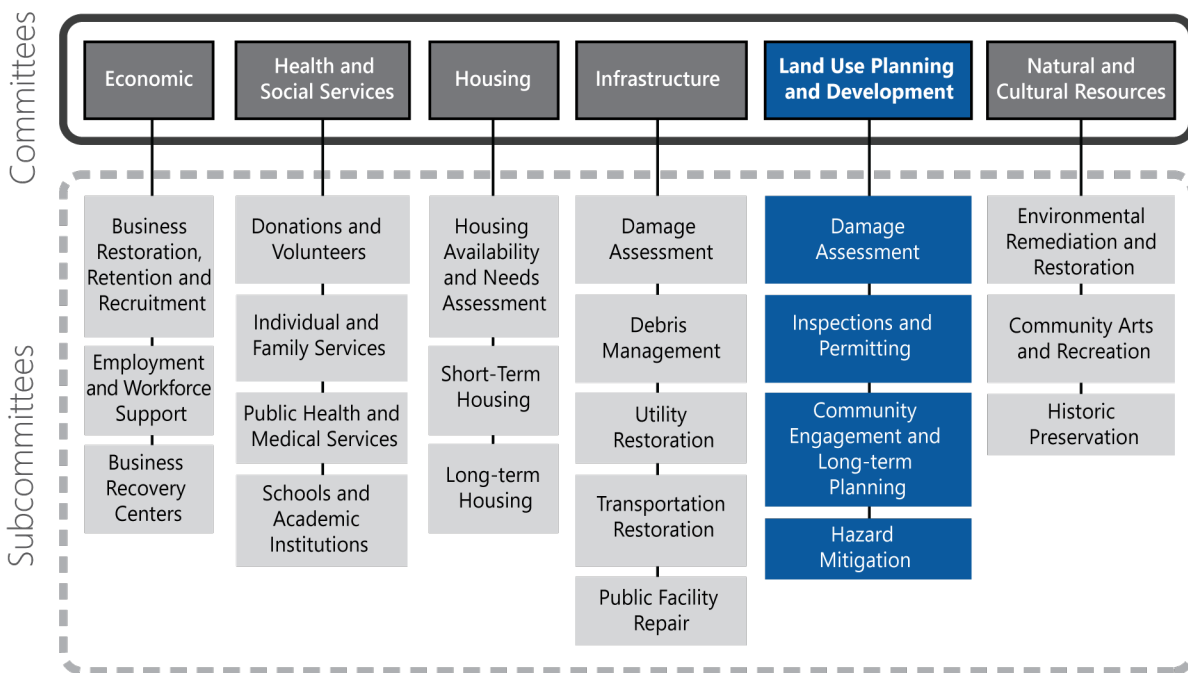 Committees
Economic
Health and
Social Services
Housing
Infrastructure
Land Use Planning
and Development
Natural and
Cultural Resources
Subcommittees
Business
Restoration,
Retention and
Recruitment
Employment
and Workforce
Support
Business
Recovery
Centers
Donations and
Volunteers
Individual and
Family Services
Public Health and
Medical Services
Schools and
Academic
Institutions
Housing
Availability
and Needs
Assessment
Short-Term
Housing
Long-term
Housing
Damage
Assessment
Debris
Management
Utility
Restoration
Transportation
Restoration
Public Facility
Repair
Damage
Assessment
Inspections and
Permitting
Community
Engagement and
Long-term
Planning
Hazard
Mitigation
Environmental
Remediation and
Restoration
Community Arts
and Recreation
Historic
Preservation